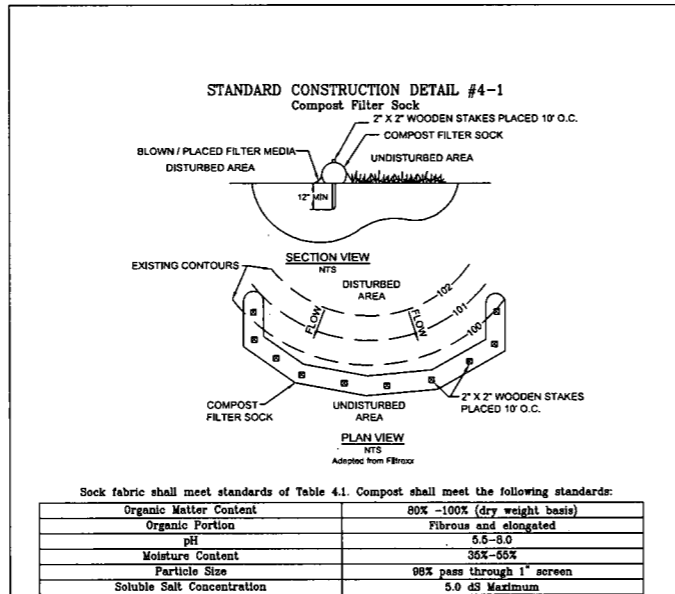 STANDARD CONSTRUCTION DETAIL #4-1
Compost Filter Sock
2" X 2" WOODEN STAKES PLACED 10' O.C.
COMPOST FILTER SOCK
BLOWN / PLACED FILTER MEDIA
DISTURBED AREA
UNDISTURBED AREA
12" MIN
SECTION VIEW
NTS
EXISTING CONTOURS
DISTURBED
AREA
102
101
100
FLOW
FLOW
COMPOST
FILTER SOCK
UNDISTURBED
AREA
2" X 2" WOODEN STAKES
PLACED 10' O.C.
PLAN VIEW
NTS
Adapted from Filtrexx
Sock fabric shall meet standards of Table 4.1. Compost shall meet the following standards:
Organic Matter Content 80% -100% (dry weight basis)
Organic Portion Fibrous and elongated
pH 5.5-8.0
Moisture Content 35%-55%
Particle Size 98% pass through 1" screen
Soluble Salt Concentration 5.0 dS Maximum